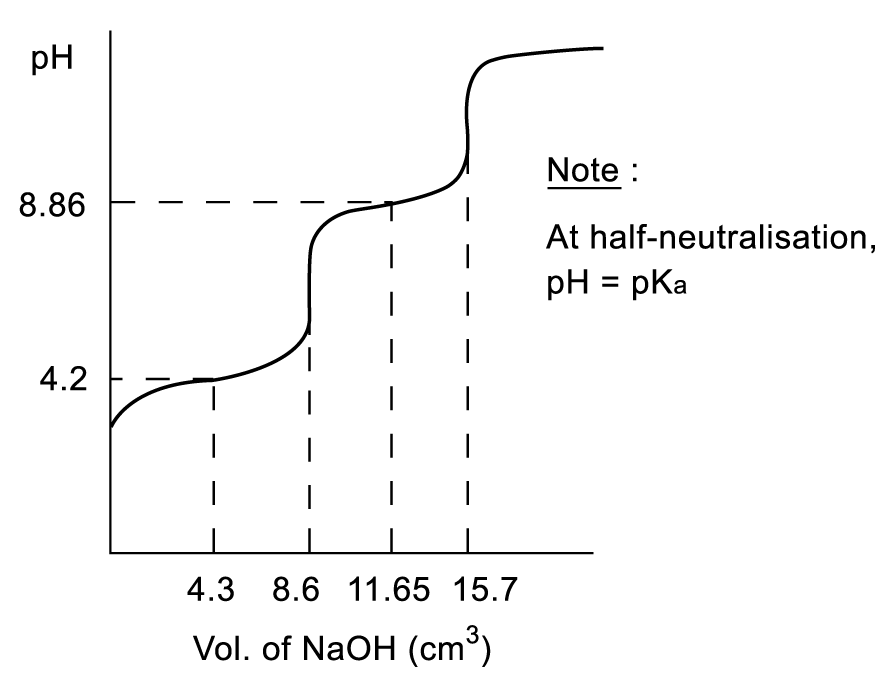 pH
8.86
4.2
4.3 8.6 11.65 15.7
Vol. of NaOH (cm³)
Note :
At half-neutralisation,
pH = pKa